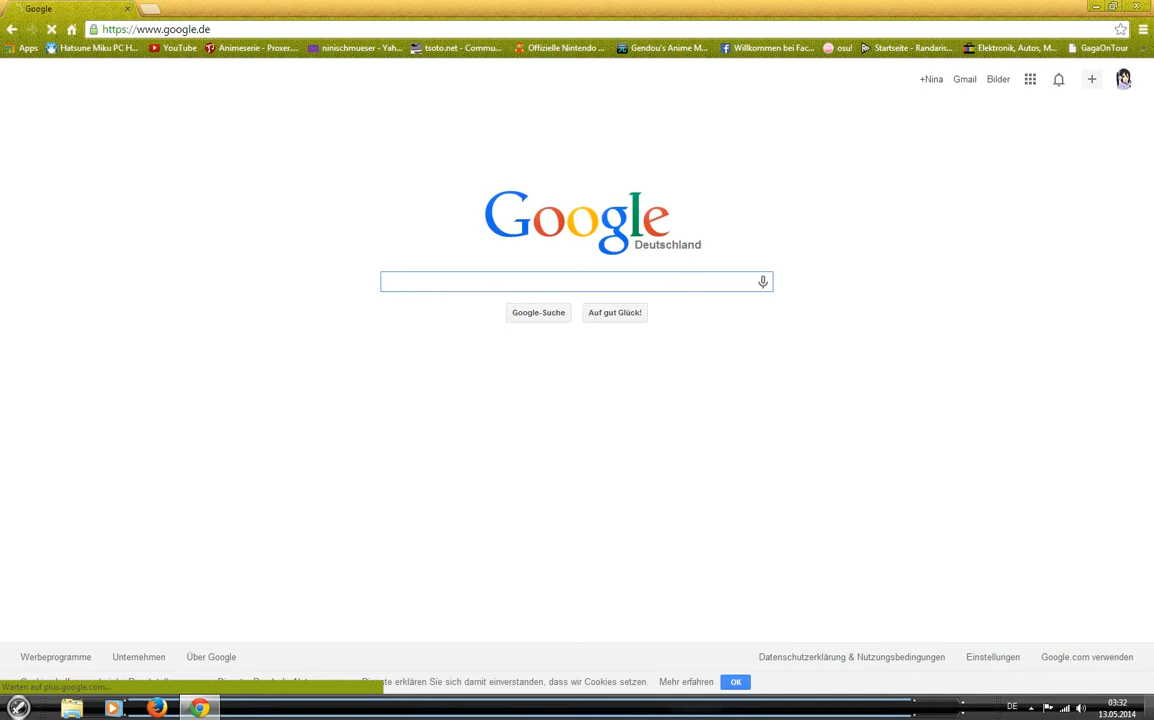 Google
https://www.google.de
Apps Hatsune Miku PC H... YouTube Animeserie - Proxer.... ninischmueser - Yah... tsoto.net - Commu... Offizielle Nintendo ... Gendou's Anime M... Willkommen bei Fac... osu! Startseite - Randaris... Elektronik, Autos, M... GagaOnTour
+Nina Gmail Bilder
Google
Deutschland
Google-Suche Auf gut Glück!
Werbeprogramme Unternehmen Über Google Datenschutzerklärung & Nutzungsbedingungen Einstellungen Google.com verwenden
erklären Sie sich damit einverstanden, dass wir Cookies setzen. Mehr erfahren OK
Warten auf plus.google.com...
DE 03:32
13.05.2014